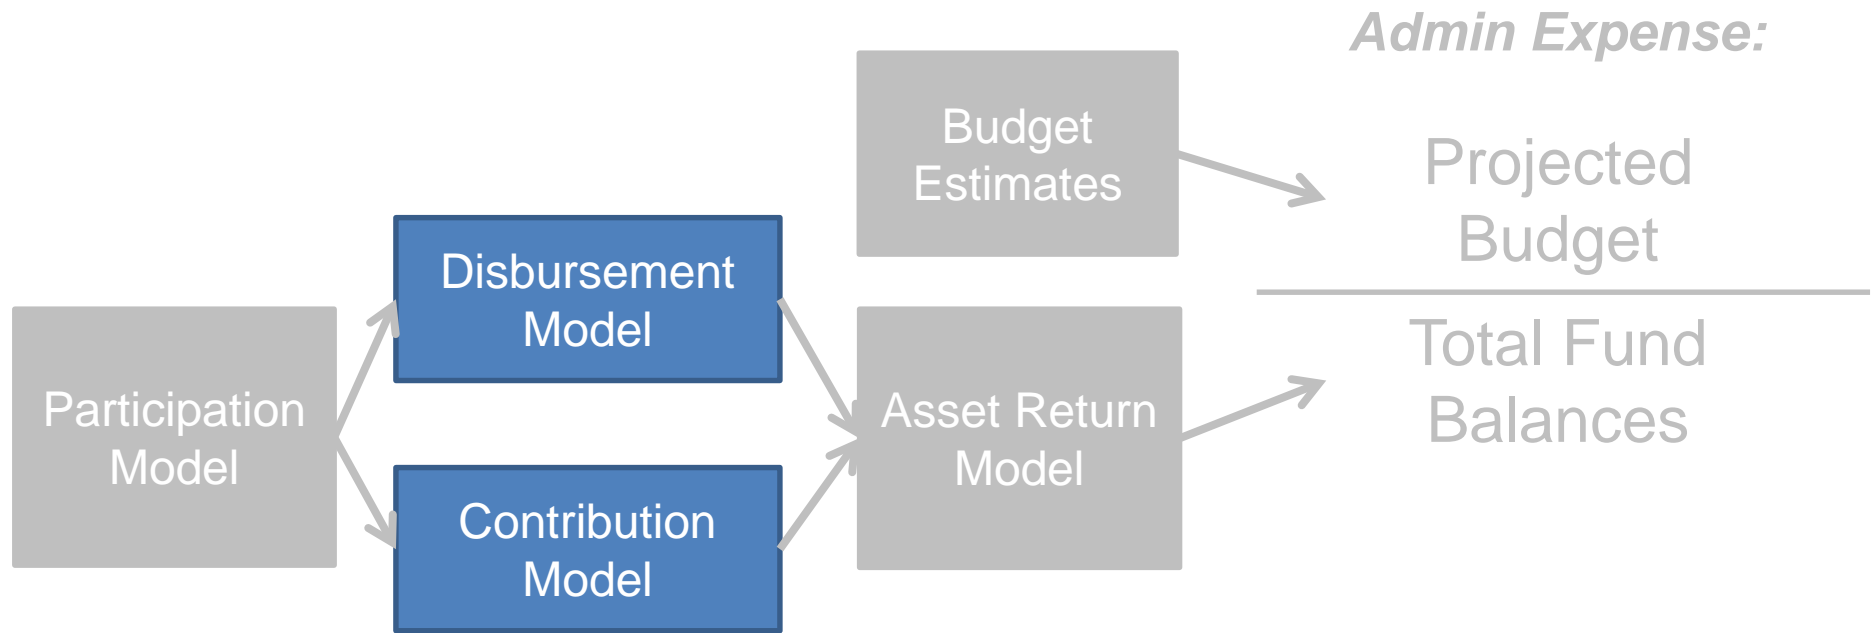 Admin Expense:
Budget
Estimates
Projected
Budget
Disbursement
Model
Participation
Model
Asset Return
Model
Total Fund
Balances
Contribution
Model